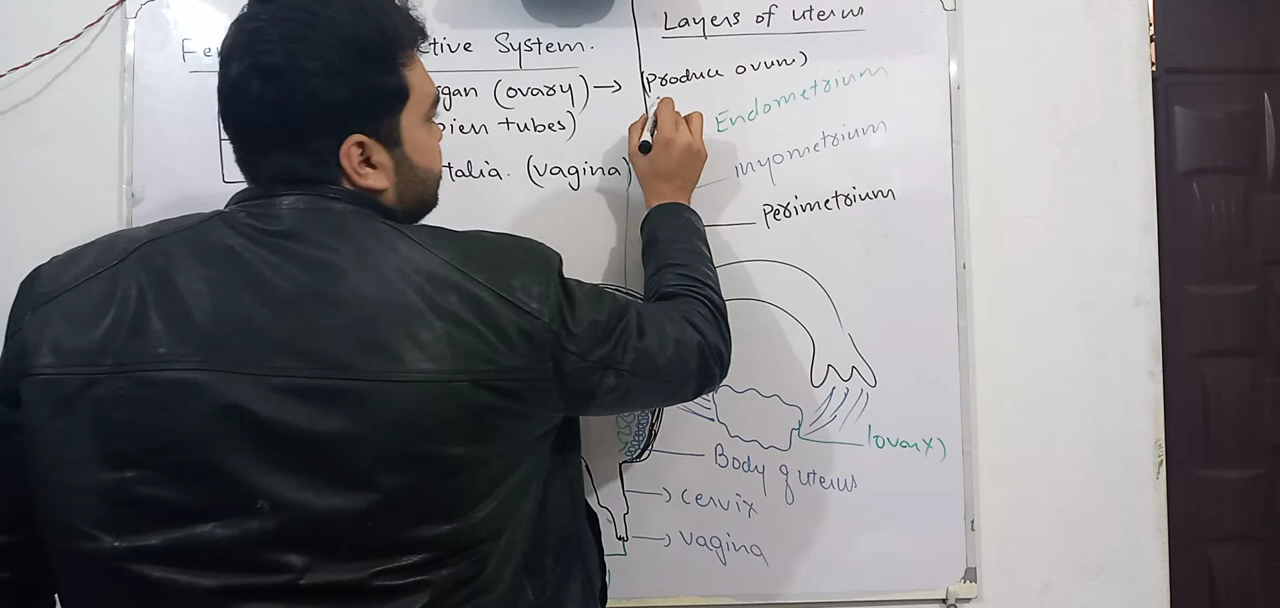 Layers of uterus
Fe ctive System.
rgan (ovary) → (Produce ovum)
pien tubes)
talia. (vagina)
Endometrium
myometrium
Perimetrium
(ovary)
Body of uterus
cervix
vagina